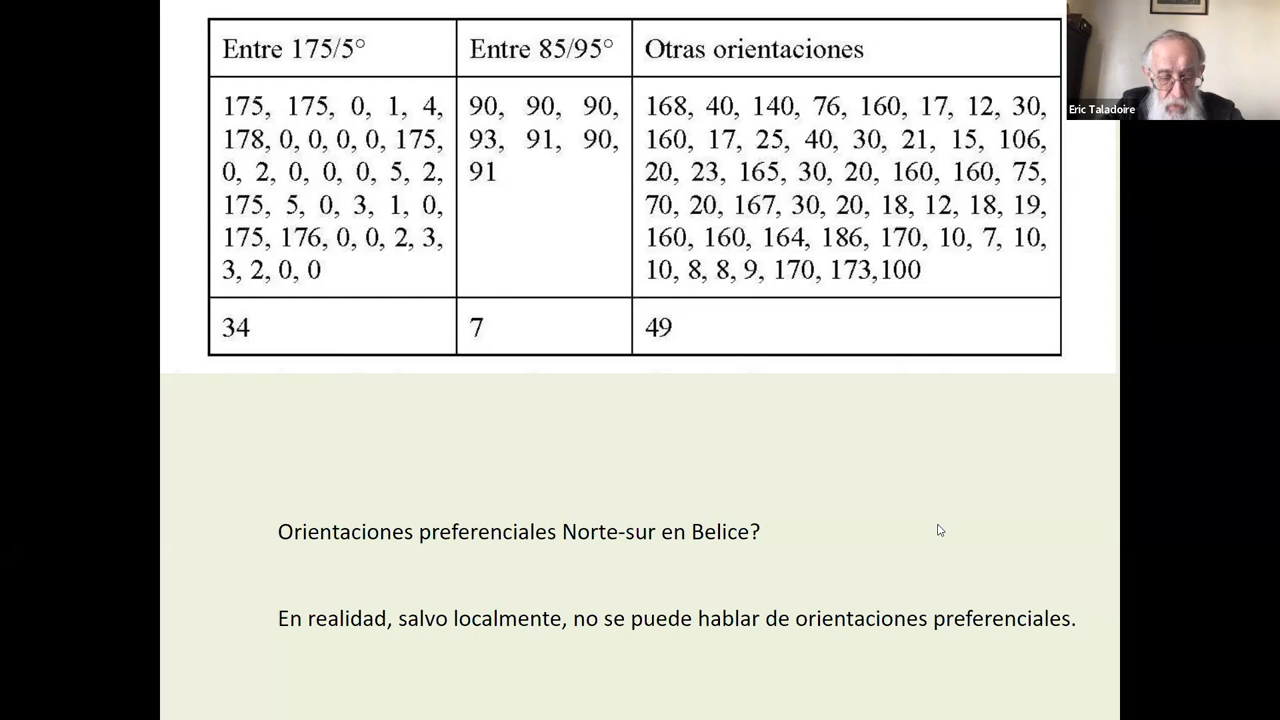 Entre 175/5°
Entre 85/95°
Otras orientaciones
175, 175, 0, 1, 4,
178, 0, 0, 0, 0, 175,
0, 2, 0, 0, 0, 5, 2,
175, 5, 0, 3, 1, 0,
175, 176, 0, 0, 2, 3,
3, 2, 0, 0
90, 90, 90,
93, 91, 90,
91
168, 40, 140, 76, 160, 17, 12, 30,
160, 17, 25, 40, 30, 21, 15, 106,
20, 23, 165, 30, 20, 160, 160, 75,
70, 20, 167, 30, 20, 18, 12, 18, 19,
160, 160, 164, 186, 170, 10, 7, 10,
10, 8, 8, 9, 170, 173,100
34
7
49
Eric Taladoire
Orientaciones preferenciales Norte-sur en Belice?
En realidad, salvo localmente, no se puede hablar de orientaciones preferenciales.